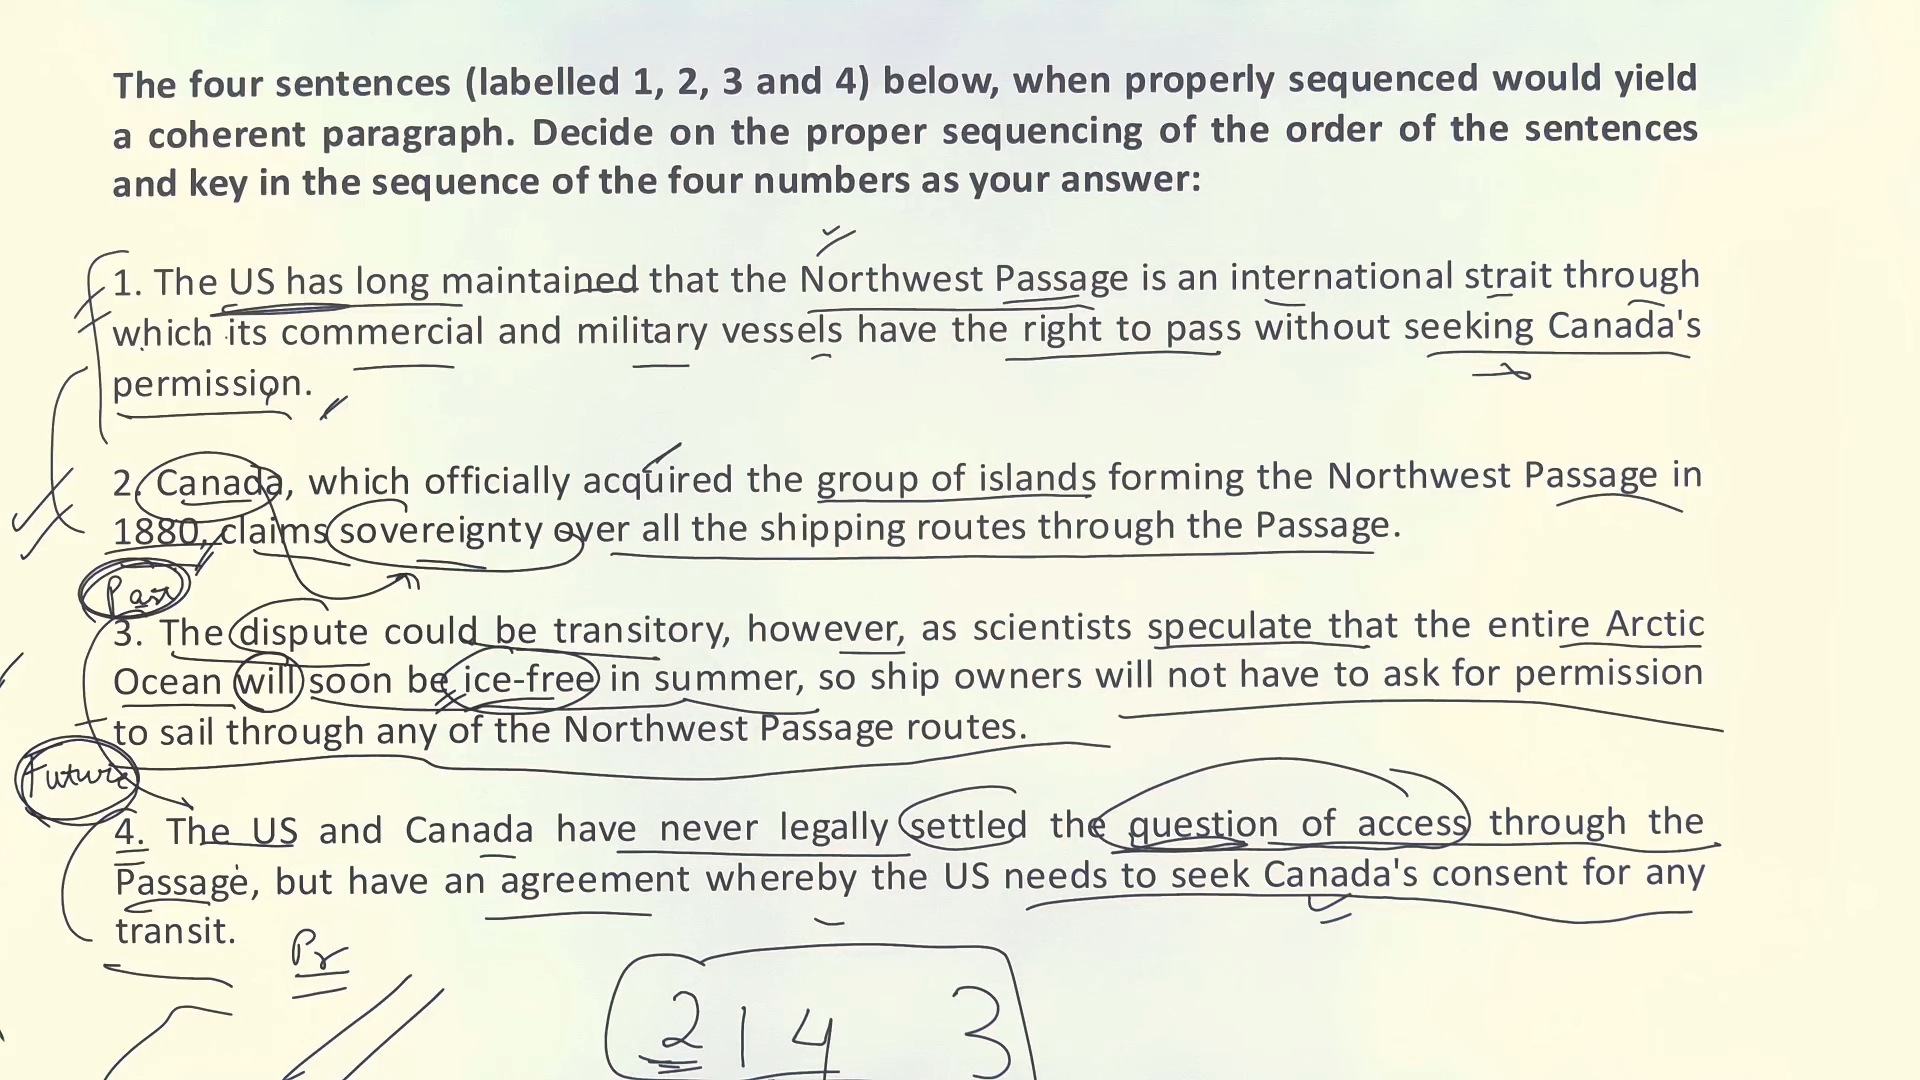 The four sentences (labelled 1, 2, 3 and 4) below, when properly sequenced would yield
a coherent paragraph. Decide on the proper sequencing of the order of the sentences
and key in the sequence of the four numbers as your answer:
1. The US has long maintained that the Northwest Passage is an international strait through
which its commercial and military vessels have the right to pass without seeking Canada's
permission.
2. Canada, which officially acquired the group of islands forming the Northwest Passage in
1880, claims sovereignty over all the shipping routes through the Passage.
Past
3. The dispute could be transitory, however, as scientists speculate that the entire Arctic
Ocean will soon be ice-free in summer, so ship owners will not have to ask for permission
to sail through any of the Northwest Passage routes.
Future
4. The US and Canada have never legally settled the question of access through the
Passage, but have an agreement whereby the US needs to seek Canada's consent for any
transit.
Pr
2 1 4 3